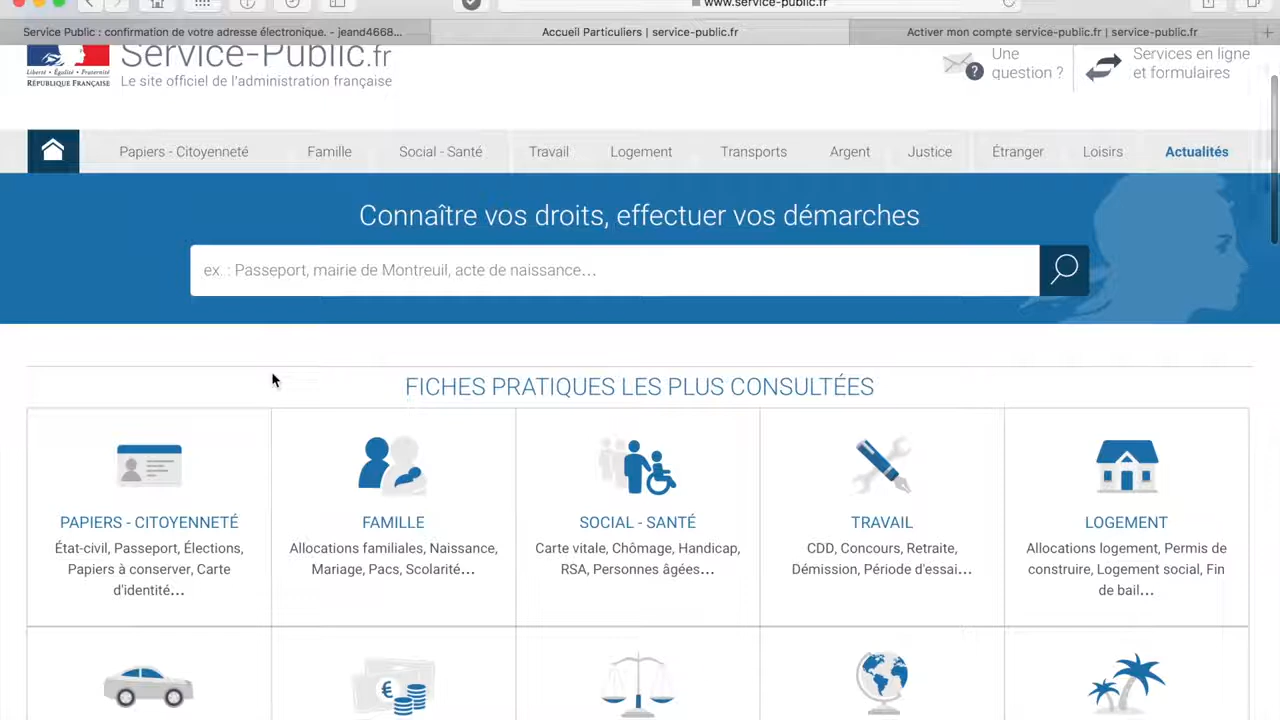 www.service-public.fr
Service Public : confirmation de votre adresse électronique. - jeand4668...
Accueil Particuliers | service-public.fr
Activer mon compte service-public.fr | service-public.fr
Service-Public.fr
Liberté • Égalité • Fraternité
RÉPUBLIQUE FRANÇAISE
Le site officiel de l'administration française
Une
question ?
Services en ligne
et formulaires
Papiers - Citoyenneté
Famille
Social - Santé
Travail
Logement
Transports
Argent
Justice
Étranger
Loisirs
Actualités
Connaître vos droits, effectuer vos démarches
ex. : Passeport, mairie de Montreuil, acte de naissance...
FICHES PRATIQUES LES PLUS CONSULTÉES
PAPIERS - CITOYENNETÉ
État-civil, Passeport, Élections,
Papiers à conserver, Carte
d'identité...
FAMILLE
Allocations familiales, Naissance,
Mariage, Pacs, Scolarité...
SOCIAL - SANTÉ
Carte vitale, Chômage, Handicap,
RSA, Personnes âgées...
TRAVAIL
CDD, Concours, Retraite,
Démission, Période d'essai...
LOGEMENT
Allocations logement, Permis de
construire, Logement social, Fin
de bail...